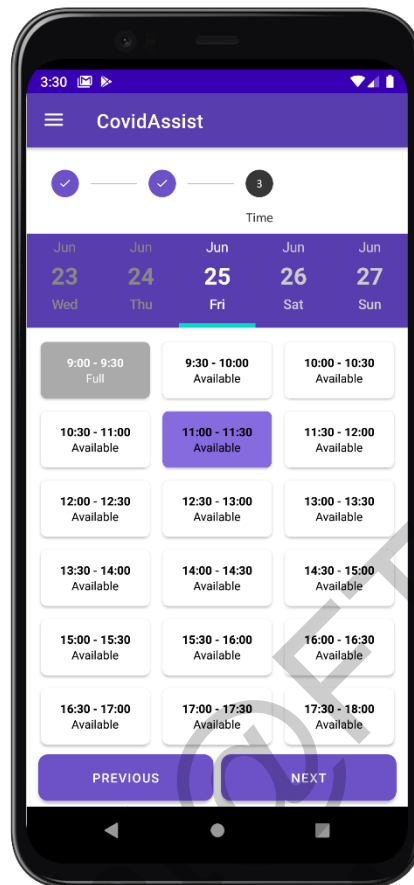 3:30
CovidAssist
3
Time
Jun Jun Jun Jun Jun
23 24 25 26 27
Wed Thu Fri Sat Sun
9:00 - 9:30 9:30 - 10:00 10:00 - 10:30
Full Available Available
10:30 - 11:00 11:00 - 11:30 11:30 - 12:00
Available Available Available
12:00 - 12:30 12:30 - 13:00 13:00 - 13:30
Available Available Available
13:30 - 14:00 14:00 - 14:30 14:30 - 15:00
Available Available Available
15:00 - 15:30 15:30 - 16:00 16:00 - 16:30
Available Available Available
16:30 - 17:00 17:00 - 17:30 17:30 - 18:00
Available Available Available
PREVIOUS NEXT